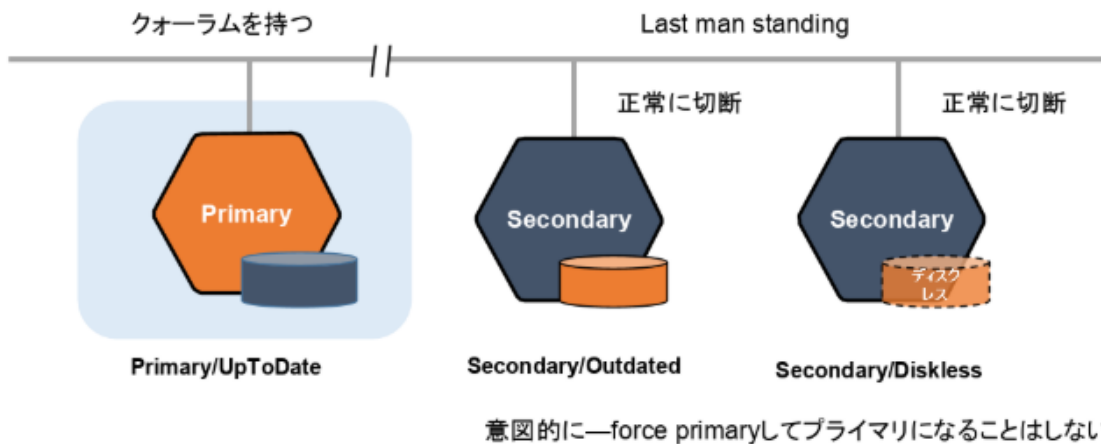 クォーラムを持つ
Last man standing
正常に切断
正常に切断
Primary
Secondary
Secondary
ディスク
レス
Primary/UpToDate
Secondary/Outdated
Secondary/Diskless
意図的に—force primaryしてプライマリになることはしない